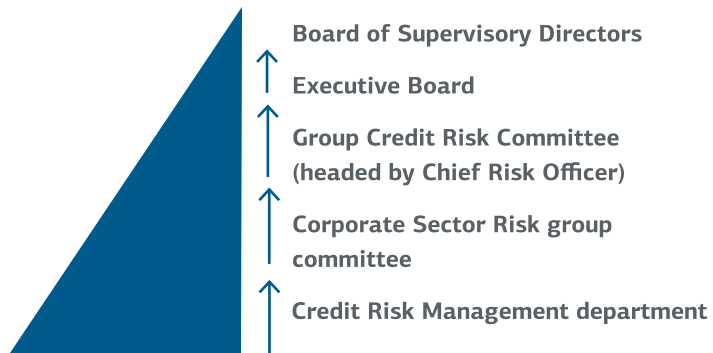 Board of Supervisory Directors
Executive Board
Group Credit Risk Committee
(headed by Chief Risk Officer)
Corporate Sector Risk group
committee
Credit Risk Management department